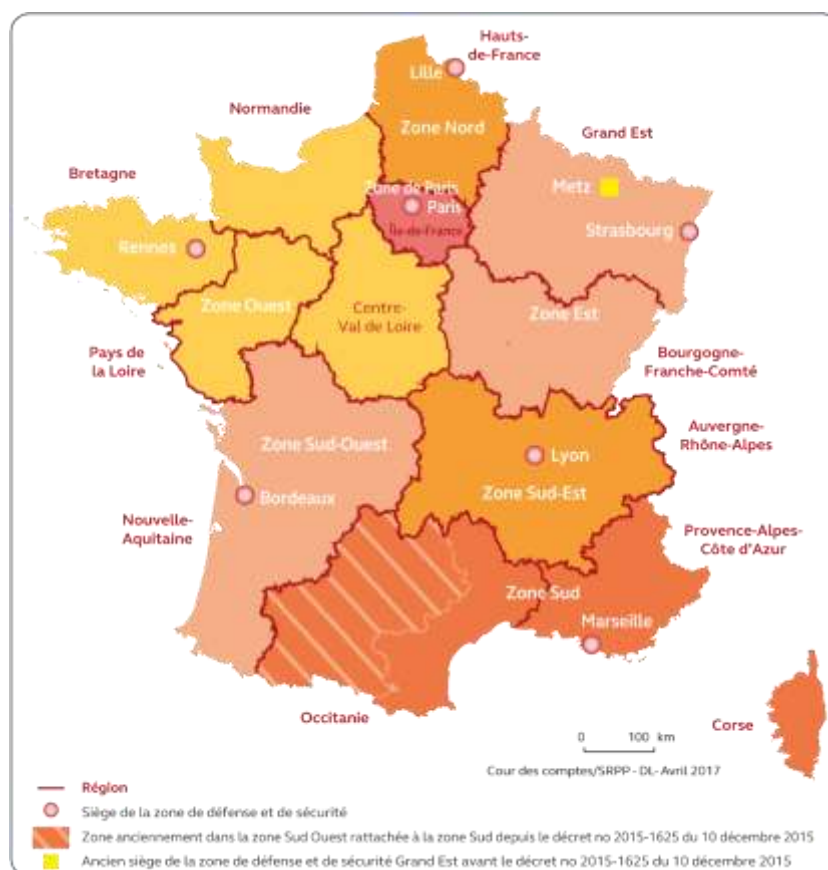 Hauts-
de-France
Lille
Normandie
Zone Nord
Grand Est
Bretagne
Zone de Paris
Metz
Paris
Île-de-France
Strasbourg
Rennes
Zone Ouest
Centre-
Val de Loire
Zone Est
Pays de
la Loire
Bourgogne-
Franche-Comté
Auvergne-
Rhône-Alpes
Zone Sud-Ouest
Lyon
Zone Sud-Est
Bordeaux
Nouvelle-
Aquitaine
Provence-Alpes-
Côte d'Azur
Zone Sud
Marseille
Occitanie
Corse
0 100 km
Cour des comptes/SRPP - DL- Avril 2017
Région
Siège de la zone de défense et de sécurité
Zone anciennement dans la zone Sud Ouest rattachée à la zone Sud depuis le décret no 2015-1625 du 10 décembre 2015
Ancien siège de la zone de défense et de sécurité Grand Est avant le décret no 2015-1625 du 10 décembre 2015